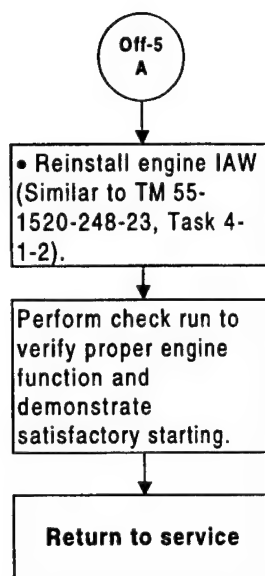 Off-5
A
• Reinstall engine IAW
(Similar to TM 55-
1520-248-23, Task 4-
1-2).
Perform check run to
verify proper engine
function and
demonstrate
satisfactory starting.
Return to service